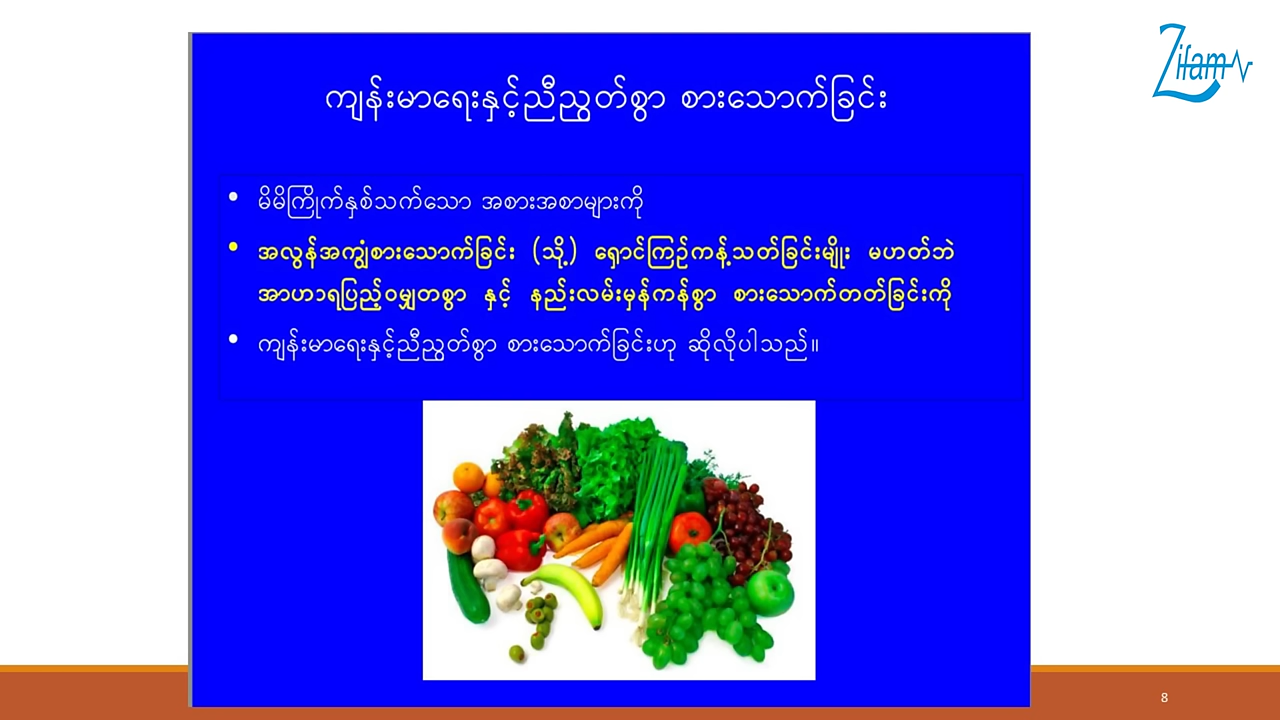 Zifam
ကျန်းမာရေးနှင့်ညီညွတ်စွာ စားသောက်ခြင်း
• မိမိကြိုက်နှစ်သက်သော အစားအစာများကို
• အလွန်အကျွံစားသောက်ခြင်း (သို့) ရှောင်ကြဉ်ကန့်သတ်ခြင်းမျိုး မဟတ်ဘဲ
အာဟာရပြည့်ဝမျှတစွာ နှင့် နည်းလမ်းမှန်ကန်စွာ စားသောက်တတ်ခြင်းကို
• ကျန်းမာရေးနှင့်ညီညွတ်စွာ စားသောက်ခြင်းဟု ဆိုလိုပါသည်။
8